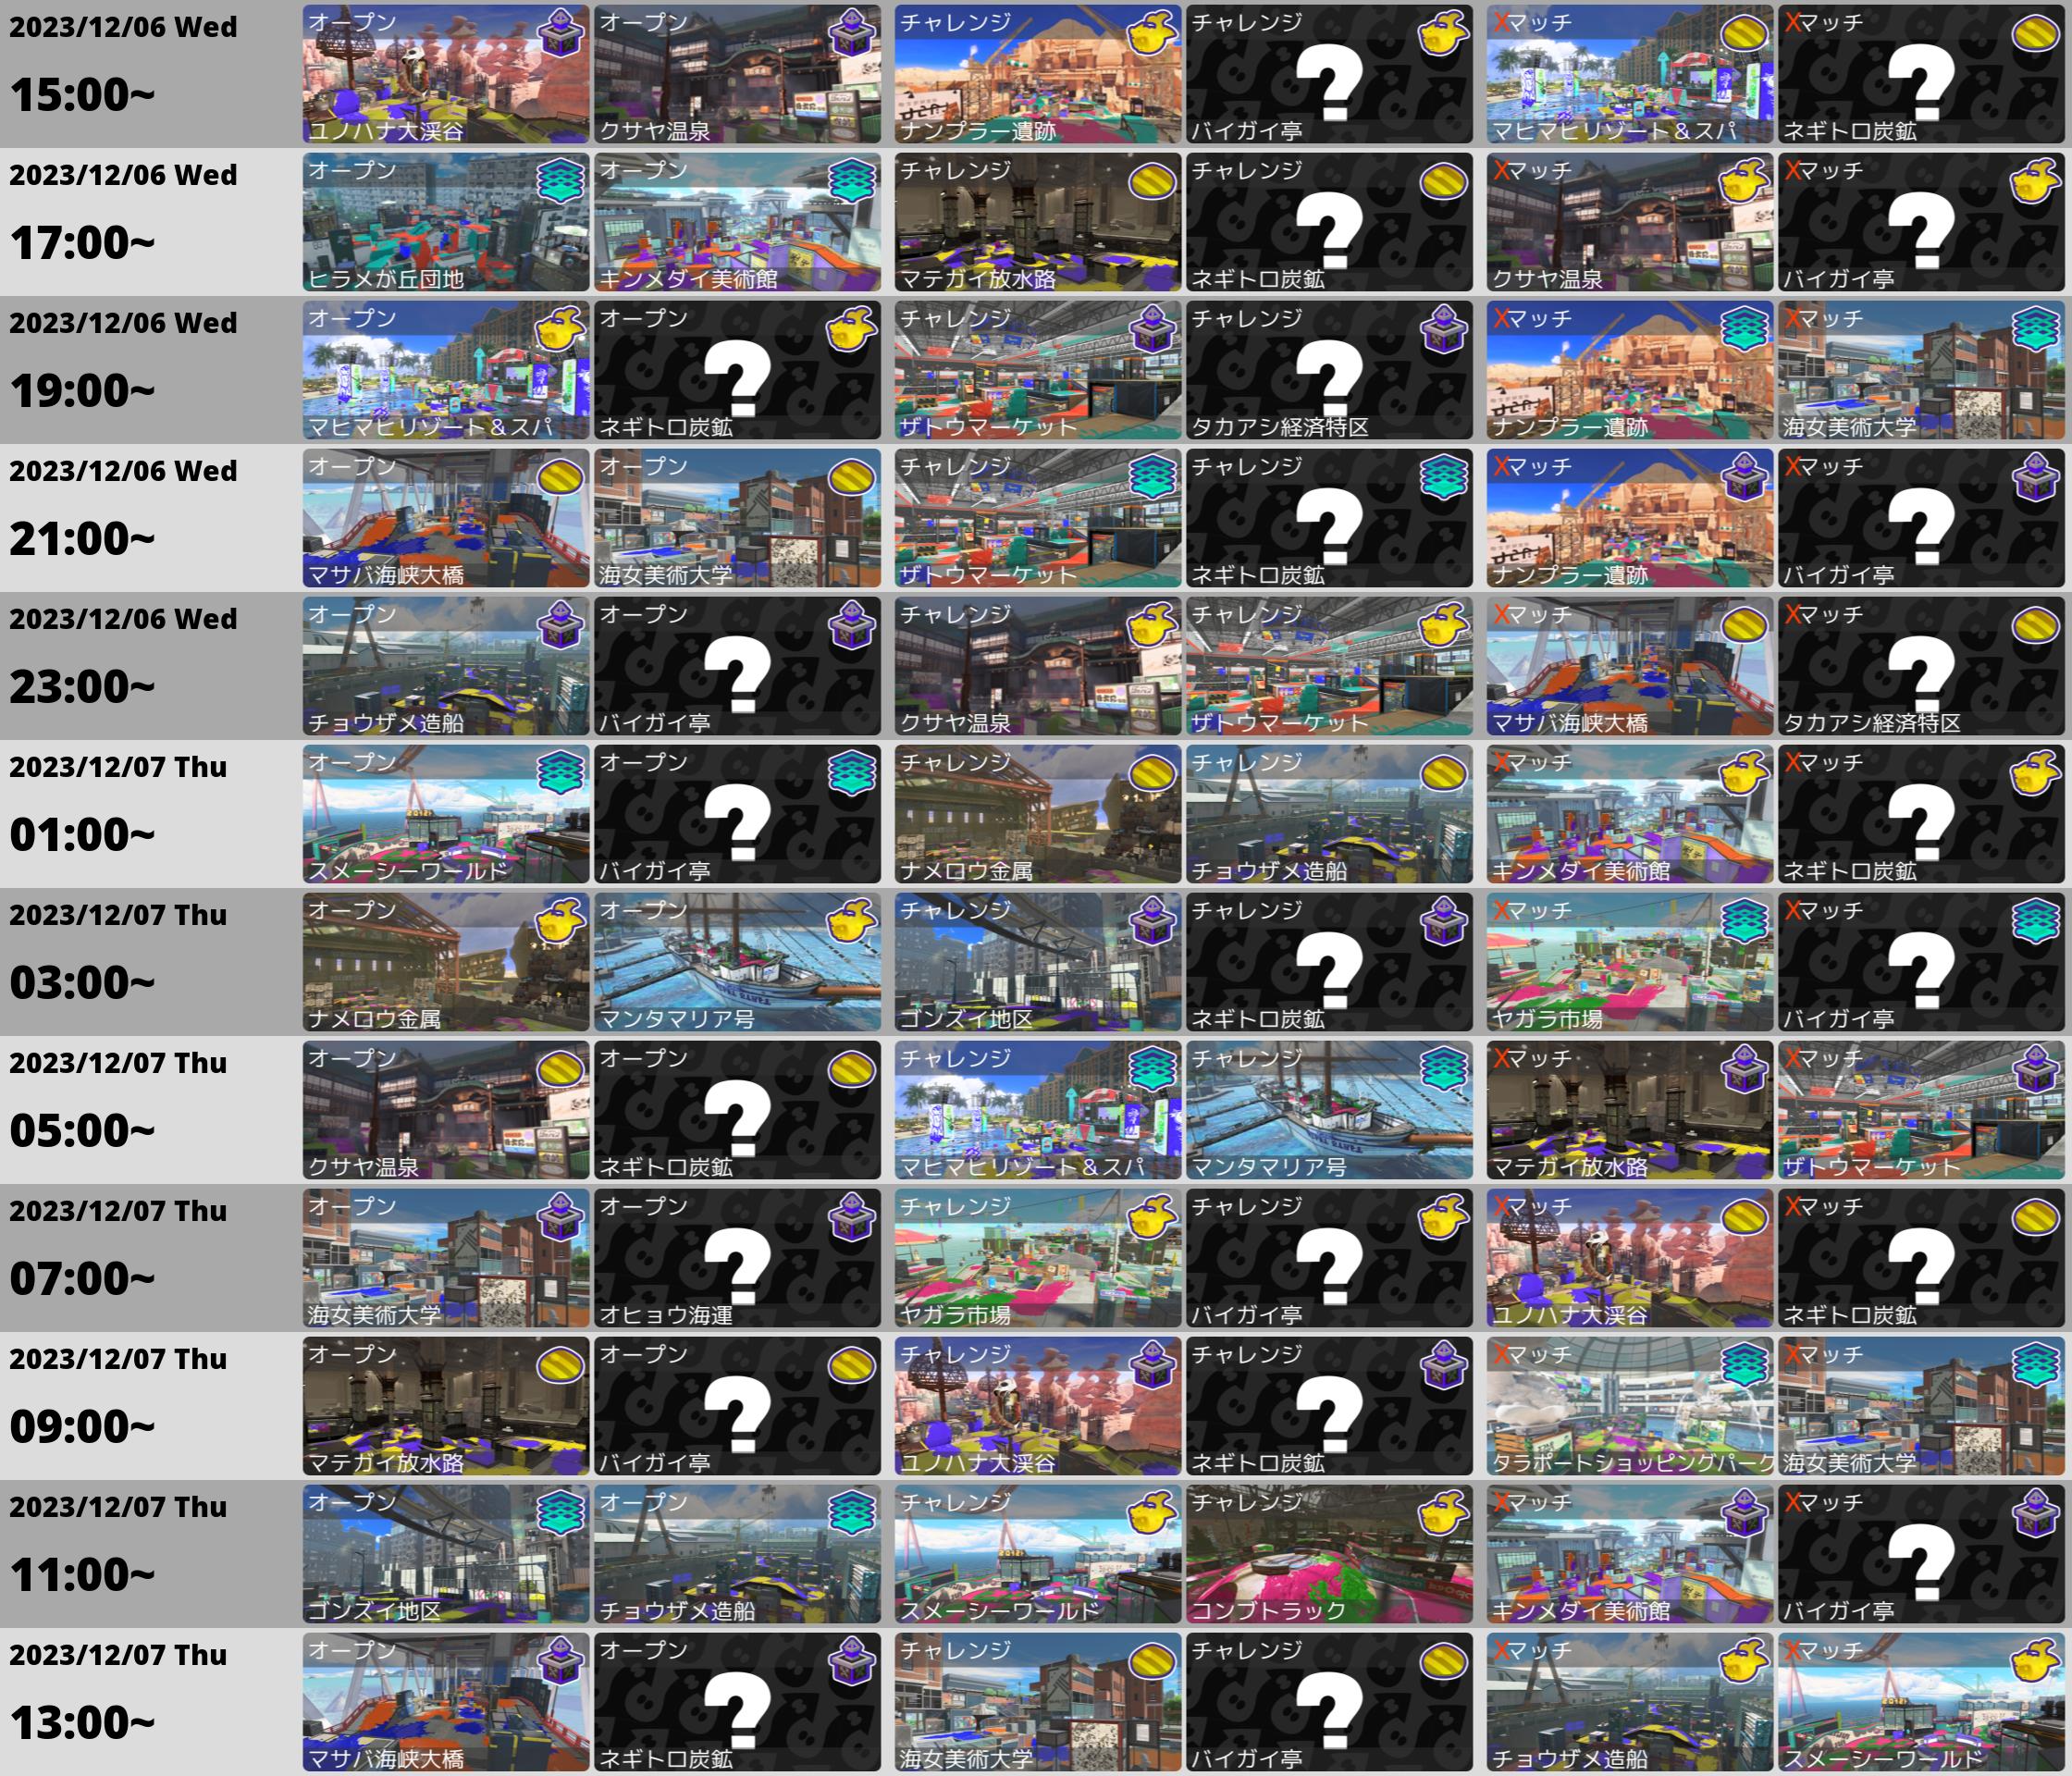 2023/12/06 Wed
15:00~
オープン
ユノハナ大渓谷
オープン
クサヤ温泉
チャレンジ
ナンプラー遺跡
チャレンジ
バイガイ亭
Xマッチ
マヒマヒリゾート＆スパ
Xマッチ
ネギトロ炭鉱
2023/12/06 Wed
17:00~
オープン
ヒラメが丘団地
オープン
キンメダイ美術館
チャレンジ
マテガイ放水路
チャレンジ
ネギトロ炭鉱
Xマッチ
クサヤ温泉
Xマッチ
バイガイ亭
2023/12/06 Wed
19:00~
オープン
マヒマヒリゾート＆スパ
オープン
ネギトロ炭鉱
チャレンジ
ザトウマーケット
チャレンジ
タカアシ経済特区
Xマッチ
ナンプラー遺跡
Xマッチ
海女美術大学
2023/12/06 Wed
21:00~
オープン
マサバ海峡大橋
オープン
海女美術大学
チャレンジ
ザトウマーケット
チャレンジ
ネギトロ炭鉱
Xマッチ
ナンプラー遺跡
Xマッチ
バイガイ亭
2023/12/06 Wed
23:00~
オープン
チョウザメ造船
オープン
バイガイ亭
チャレンジ
クサヤ温泉
チャレンジ
ザトウマーケット
Xマッチ
マサバ海峡大橋
Xマッチ
タカアシ経済特区
2023/12/07 Thu
01:00~
オープン
スメーシーワールド
オープン
バイガイ亭
チャレンジ
ナメロウ金属
チャレンジ
チョウザメ造船
Xマッチ
キンメダイ美術館
Xマッチ
ネギトロ炭鉱
2023/12/07 Thu
03:00~
オープン
ナメロウ金属
オープン
マンタマリア号
チャレンジ
ゴンズイ地区
チャレンジ
ネギトロ炭鉱
Xマッチ
ヤガラ市場
Xマッチ
バイガイ亭
2023/12/07 Thu
05:00~
オープン
クサヤ温泉
オープン
ネギトロ炭鉱
チャレンジ
マヒマヒリゾート＆スパ
チャレンジ
マンタマリア号
Xマッチ
マテガイ放水路
Xマッチ
ザトウマーケット
2023/12/07 Thu
07:00~
オープン
海女美術大学
オープン
オヒョウ海運
チャレンジ
ヤガラ市場
チャレンジ
バイガイ亭
Xマッチ
ユノハナ大渓谷
Xマッチ
ネギトロ炭鉱
2023/12/07 Thu
09:00~
オープン
マテガイ放水路
オープン
バイガイ亭
チャレンジ
ユノハナ大渓谷
チャレンジ
ネギトロ炭鉱
Xマッチ
タラポートショッピングパーク
Xマッチ
海女美術大学
2023/12/07 Thu
11:00~
オープン
ゴンズイ地区
オープン
チョウザメ造船
チャレンジ
スメーシーワールド
チャレンジ
コンブトラック
Xマッチ
キンメダイ美術館
Xマッチ
バイガイ亭
2023/12/07 Thu
13:00~
オープン
マサバ海峡大橋
オープン
ネギトロ炭鉱
チャレンジ
海女美術大学
チャレンジ
バイガイ亭
Xマッチ
チョウザメ造船
Xマッチ
スメーシーワールド